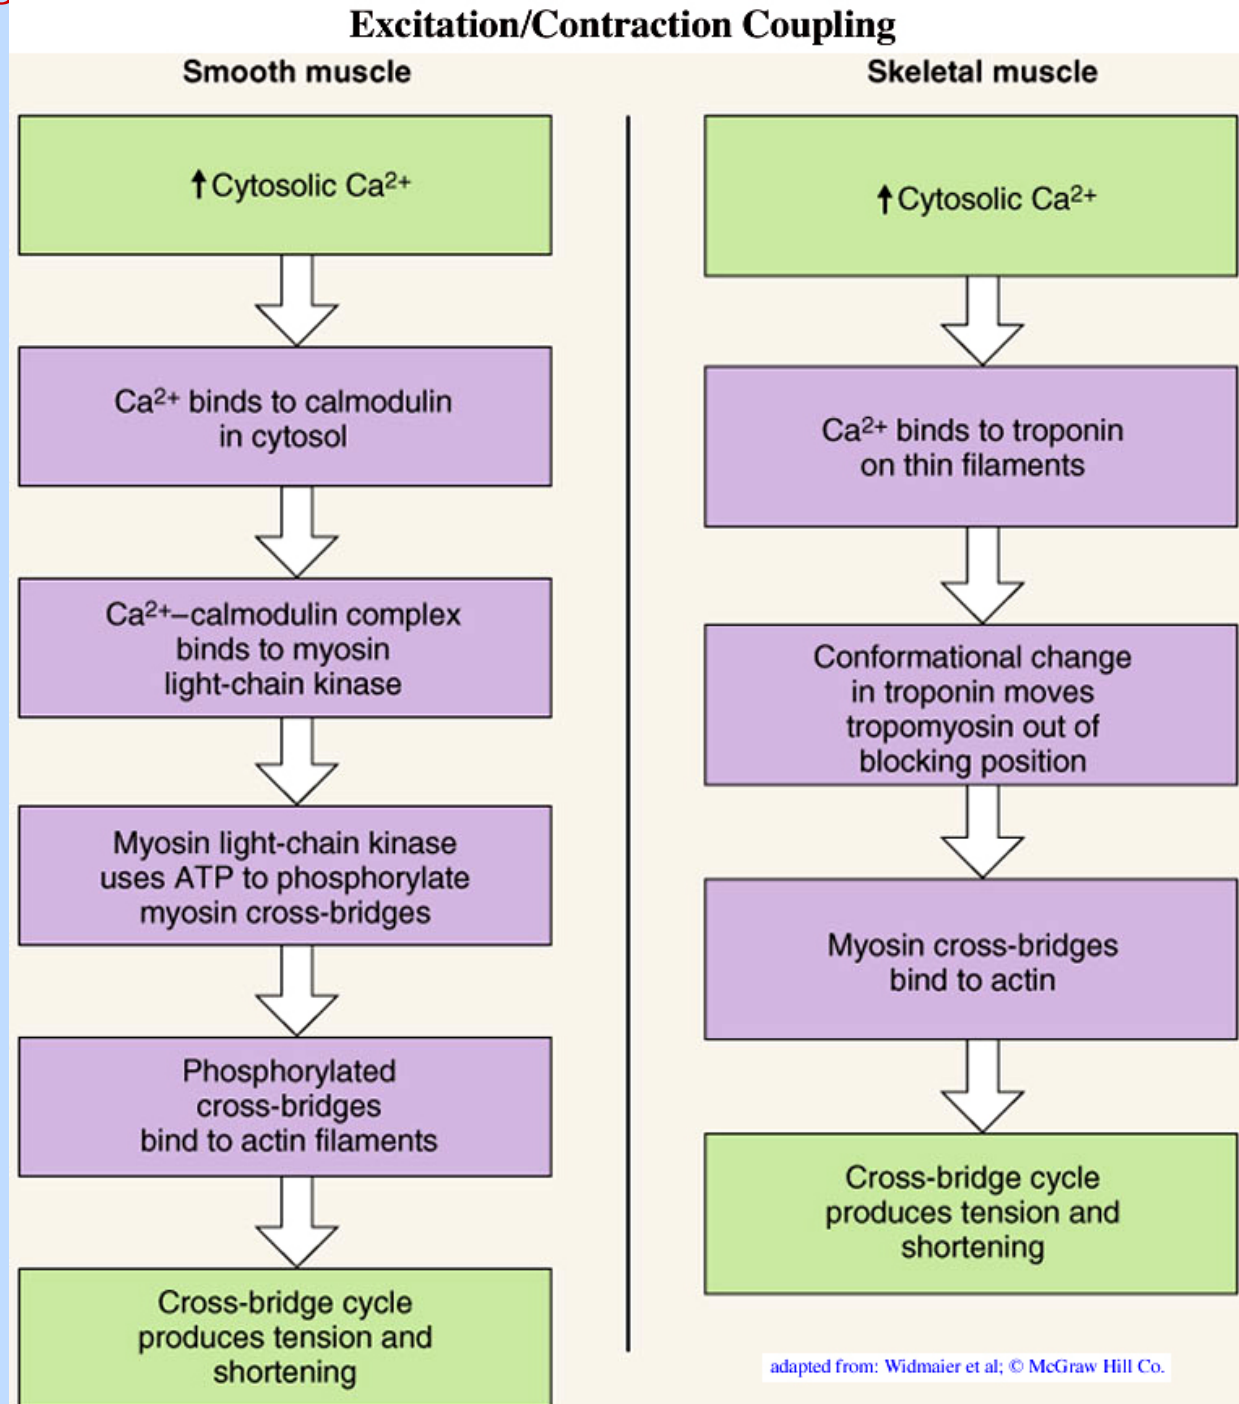 Excitation/Contraction Coupling
Smooth muscle
↑Cytosolic Ca²⁺
Ca²⁺ binds to calmodulin
in cytosol
Ca²⁺–calmodulin complex
binds to myosin
light-chain kinase
Myosin light-chain kinase
uses ATP to phosphorylate
myosin cross-bridges
Phosphorylated
cross-bridges
bind to actin filaments
Cross-bridge cycle
produces tension and
shortening
Skeletal muscle
↑Cytosolic Ca²⁺
Ca²⁺ binds to troponin
on thin filaments
Conformational change
in troponin moves
tropomyosin out of
blocking position
Myosin cross-bridges
bind to actin
Cross-bridge cycle
produces tension and
shortening
adapted from: Widmaier et al; © McGraw Hill Co.